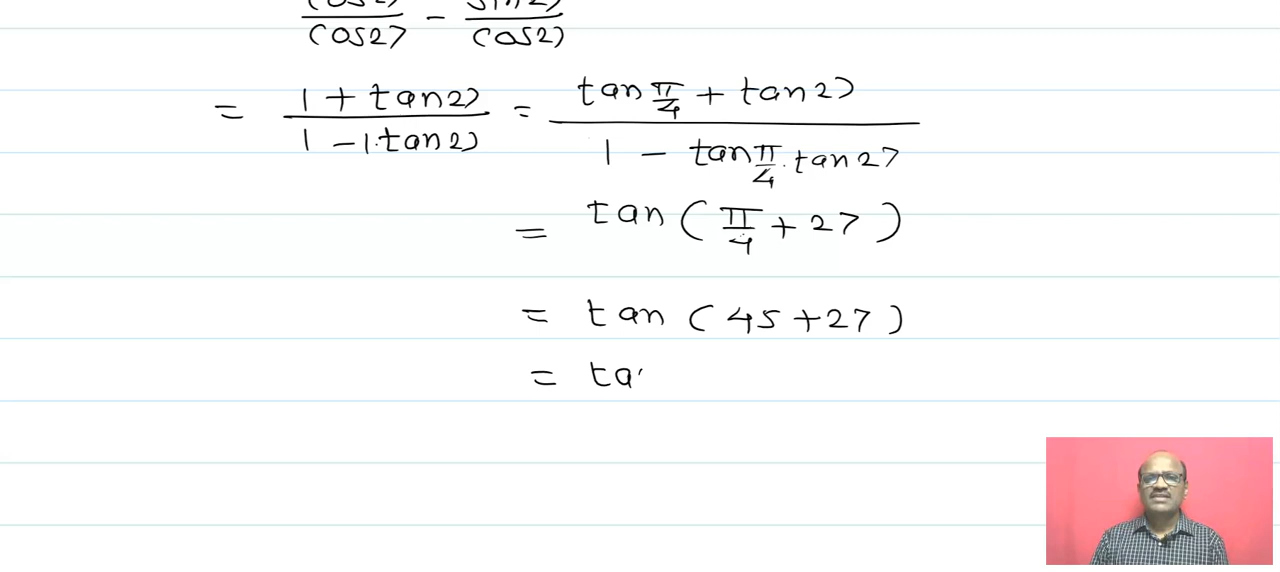 cos27 / cos27 - sin27 / cos27
= 1 + tan27 / 1 - 1.tan27 = tan π/4 + tan27 / 1 - tan π/4 . tan27
= tan ( π/4 + 27 )
= tan ( 45 + 27 )
= ta